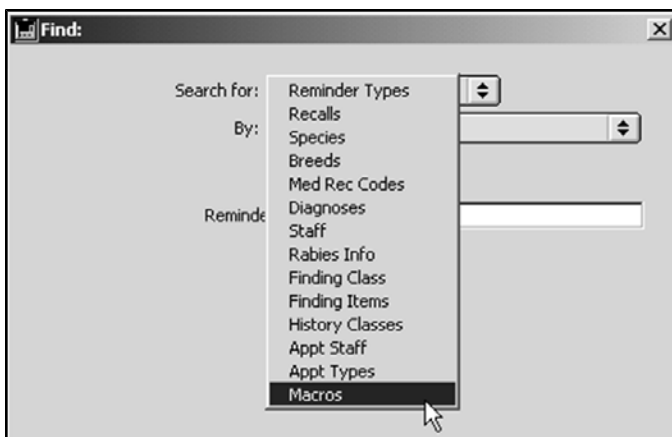 Find:
Search for:
Reminder Types
Recalls
By:
Species
Breeds
Med Rec Codes
Diagnoses
Reminde
Staff
Rabies Info
Finding Class
Finding Items
History Classes
Appt Staff
Appt Types
Macros